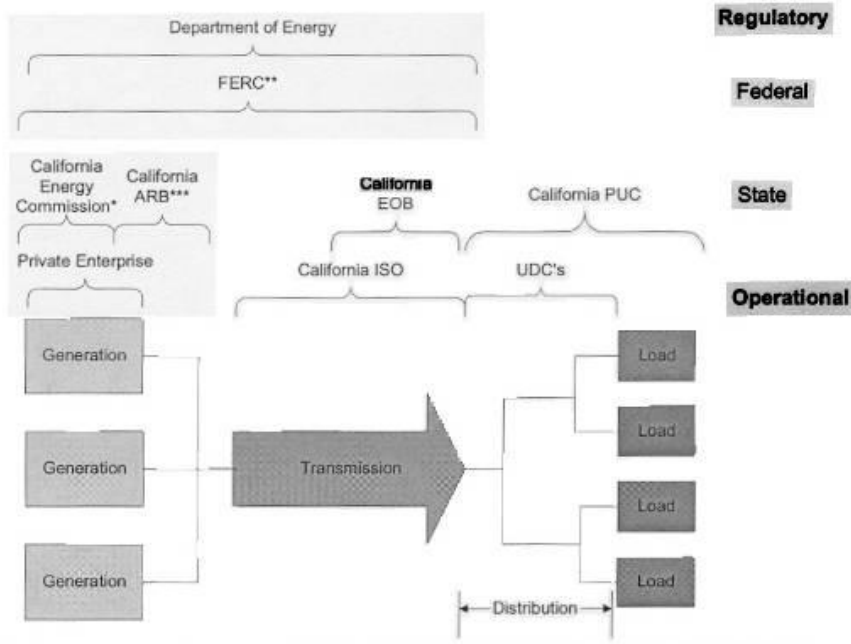 Regulatory
Department of Energy
FERC**
Federal
California
Energy
Commission*
California
ARB***
California
EOB
California PUC
State
Private Enterprise
California ISO
UDC's
Operational
Generation
Load
Load
Generation
Transmission
Load
Generation
Load
Distribution